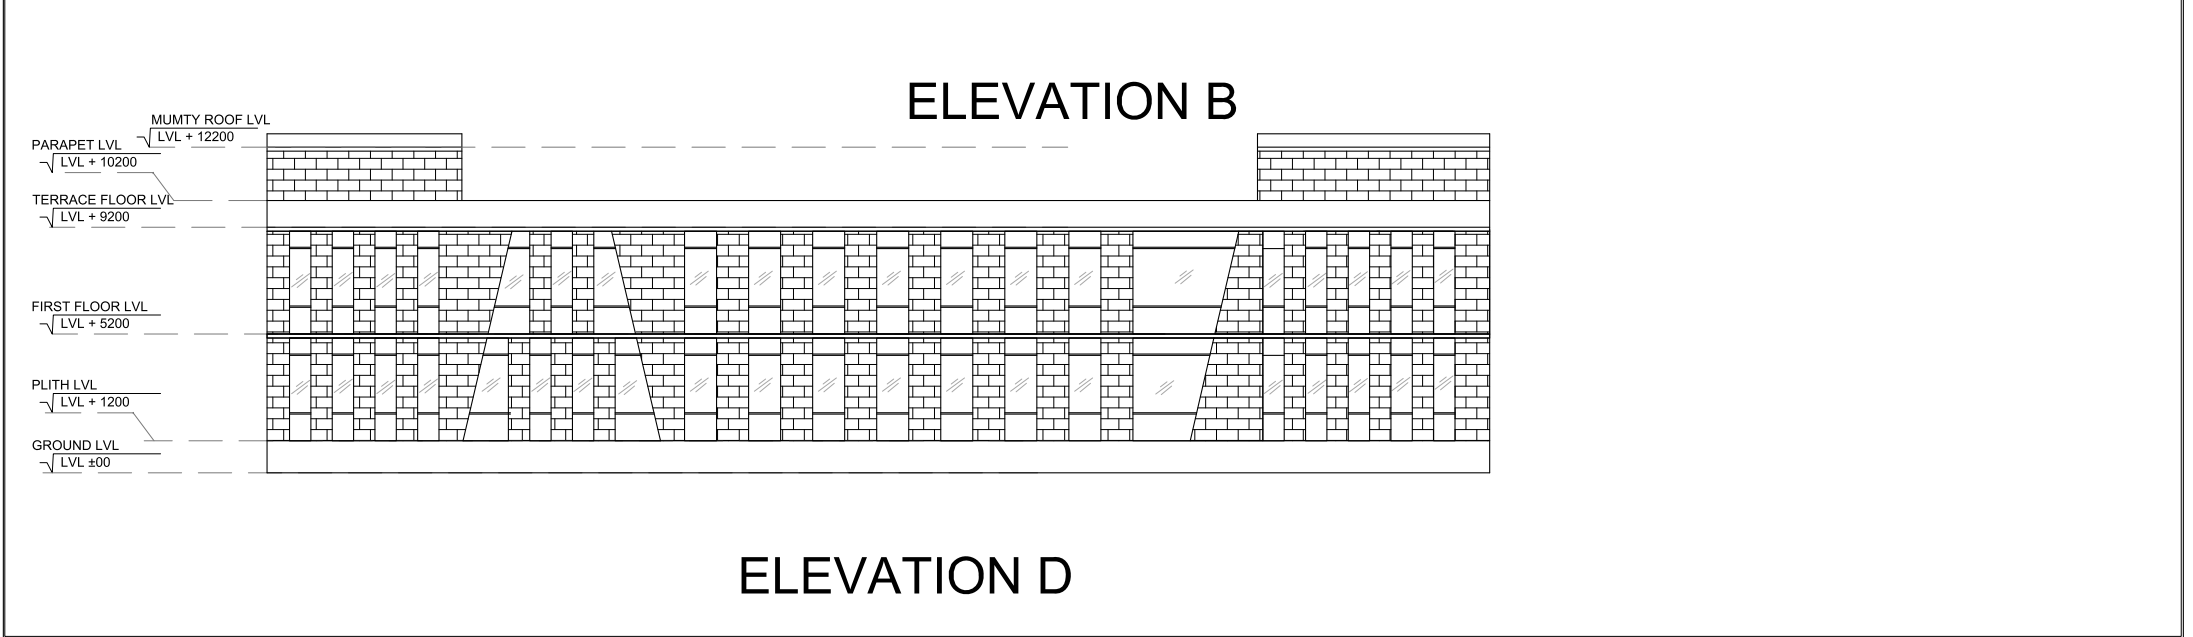 ELEVATION B
MUMTY ROOF LVL
LVL + 12200
PARAPET LVL
LVL + 10200
TERRACE FLOOR LVL
LVL + 9200
FIRST FLOOR LVL
LVL + 5200
PLITH LVL
LVL + 1200
GROUND LVL
LVL ±00
ELEVATION D